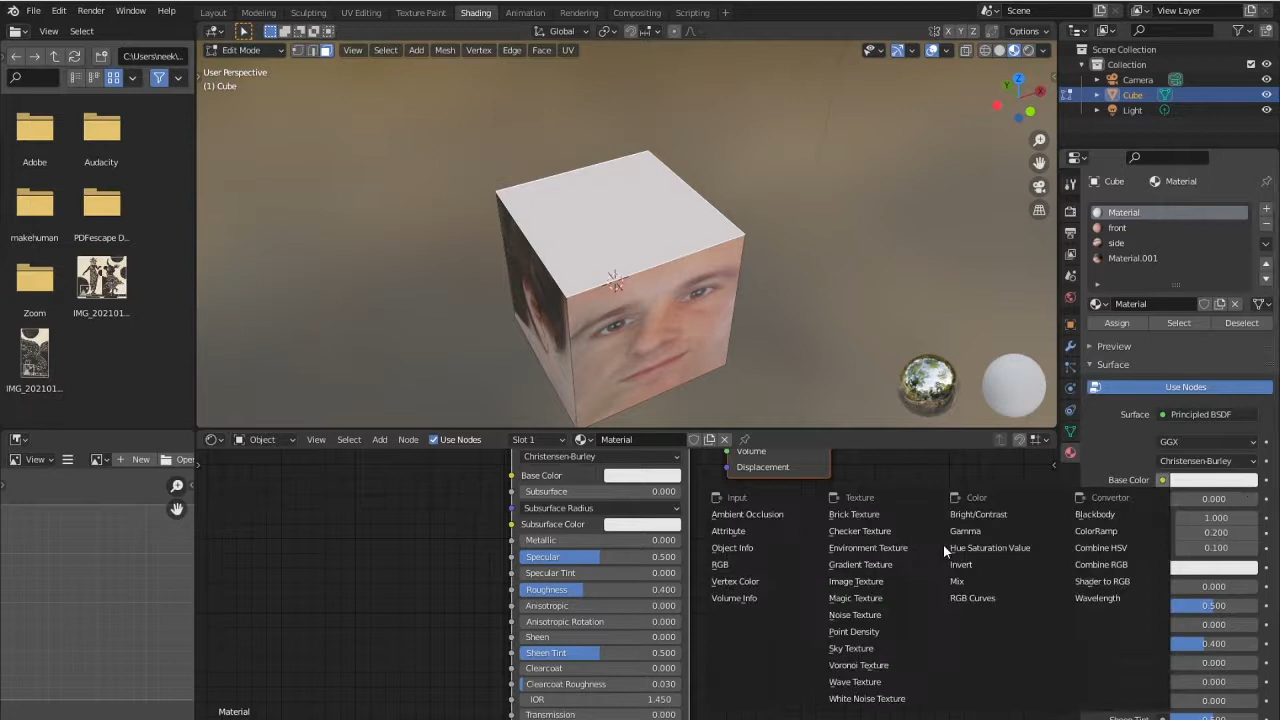 File Edit Render Window Help Layout Modeling Sculpting UV Editing Texture Paint Shading Animation Rendering Compositing Scripting + Scene View Layer
View Select Global Options
C:\Users\neek\... Edit Mode View Select Add Mesh Vertex Edge Face UV X Y Z
Scene Collection
Collection
Camera
Cube
Light
User Perspective
(1) Cube
Z
Y
X
Adobe
Audacity
makehuman
PDFescape D...
Zoom
IMG_202101...
IMG_202101...
Cube Material
Material
front
side
Material.001
Material
Assign Select Deselect
Preview
Surface
Use Nodes
Surface Principled BSDF
GGX
Christensen-Burley
Base Color
0.000
1.000
0.200
0.100
0.000
0.500
0.000
0.400
0.000
0.000
0.000
Sheen Tint 0.500
View + New Open
Object View Select Add Node Use Nodes Slot 1 Material
Christensen-Burley
Base Color
Subsurface 0.000
Subsurface Radius
Subsurface Color
Metallic 0.000
Specular 0.500
Specular Tint 0.000
Roughness 0.400
Anisotropic 0.000
Anisotropic Rotation 0.000
Sheen 0.000
Sheen Tint 0.500
Clearcoat 0.000
Clearcoat Roughness 0.030
IOR 1.450
Transmission 0.000
Volume
Displacement
Input
Ambient Occlusion
Attribute
Object Info
RGB
Vertex Color
Volume Info
Texture
Brick Texture
Checker Texture
Environment Texture
Gradient Texture
Image Texture
Magic Texture
Noise Texture
Point Density
Sky Texture
Voronoi Texture
Wave Texture
White Noise Texture
Color
Bright/Contrast
Gamma
Hue Saturation Value
Invert
Mix
RGB Curves
Convertor
Blackbody
ColorRamp
Combine HSV
Combine RGB
Shader to RGB
Wavelength
Material